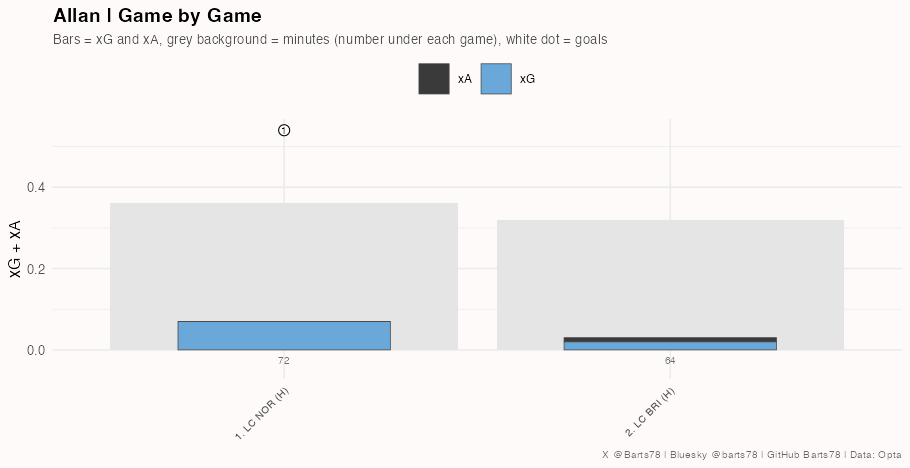 Allan | Game by Game
Bars = xG and xA, grey background = minutes (number under each game), white dot = goals
xA
xG
1
xG + xA
0.4
0.2
0.0
72
64
1. LC NOR (H)
2. LC BRI (H)
X @Barts78 | Bluesky @barts78 | GitHub Barts78 | Data: Opta